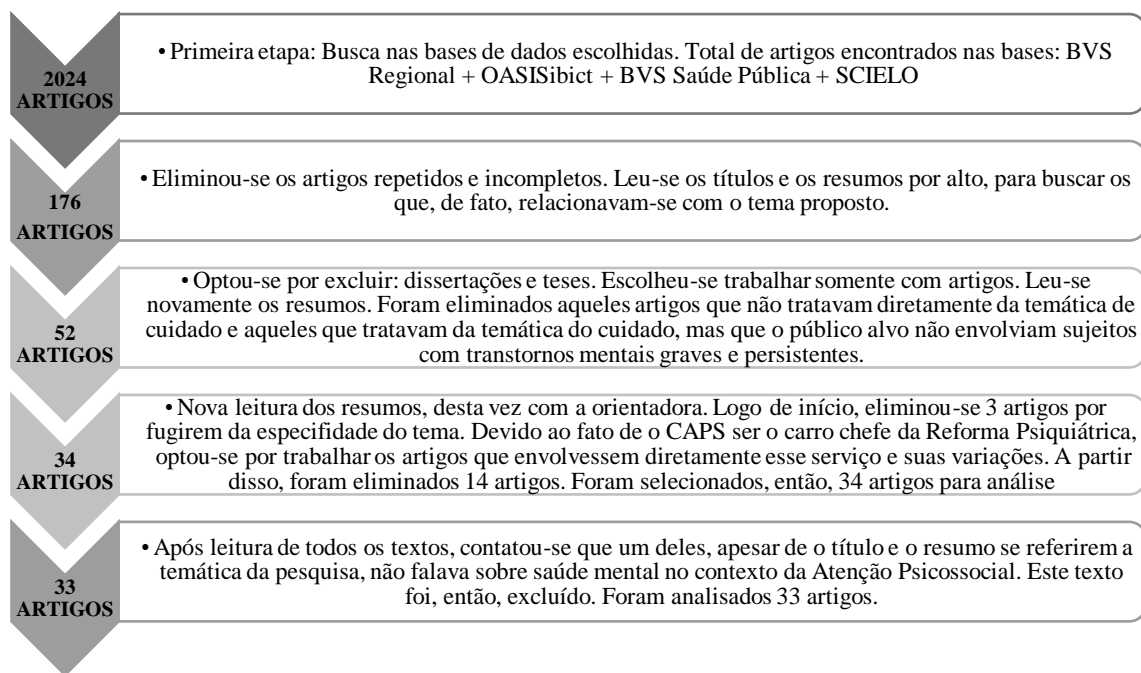 2024
ARTIGOS
• Primeira etapa: Busca nas bases de dados escolhidas. Total de artigos encontrados nas bases: BVS
Regional + OASISibict + BVS Saúde Pública + SCIELO
176
ARTIGOS
• Eliminou-se os artigos repetidos e incompletos. Leu-se os títulos e os resumos por alto, para buscar os
que, de fato, relacionavam-se com o tema proposto.
52
ARTIGOS
• Optou-se por excluir: dissertações e teses. Escolheu-se trabalhar somente com artigos. Leu-se
novamente os resumos. Foram eliminados aqueles artigos que não tratavam diretamente da temática de
cuidado e aqueles que tratavam da temática do cuidado, mas que o público alvo não envolviam sujeitos
com transtornos mentais graves e persistentes.
34
ARTIGOS
• Nova leitura dos resumos, desta vez com a orientadora. Logo de início, eliminou-se 3 artigos por
fugirem da especifidade do tema. Devido ao fato de o CAPS ser o carro chefe da Reforma Psiquiátrica,
optou-se por trabalhar os artigos que envolvessem diretamente esse serviço e suas variações. A partir
disso, foram eliminados 14 artigos. Foram selecionados, então, 34 artigos para análise
33
ARTIGOS
• Após leitura de todos os textos, contatou-se que um deles, apesar de o título e o resumo se referirem a
temática da pesquisa, não falava sobre saúde mental no contexto da Atenção Psicossocial. Este texto
foi, então, excluído. Foram analisados 33 artigos.